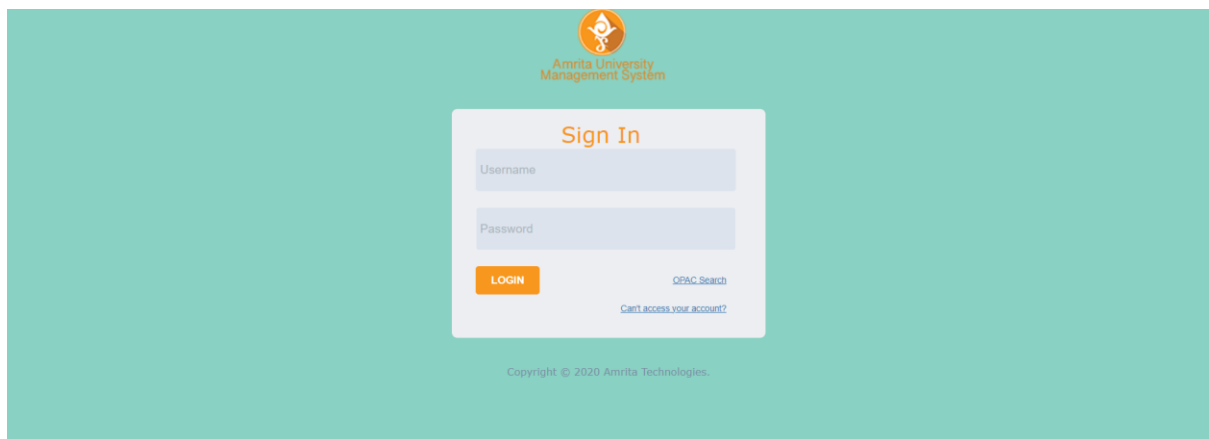 Amrita University
Management System
Sign In
Username
Password
LOGIN
OPAC Search
Can't access your account?
Copyright © 2020 Amrita Technologies.